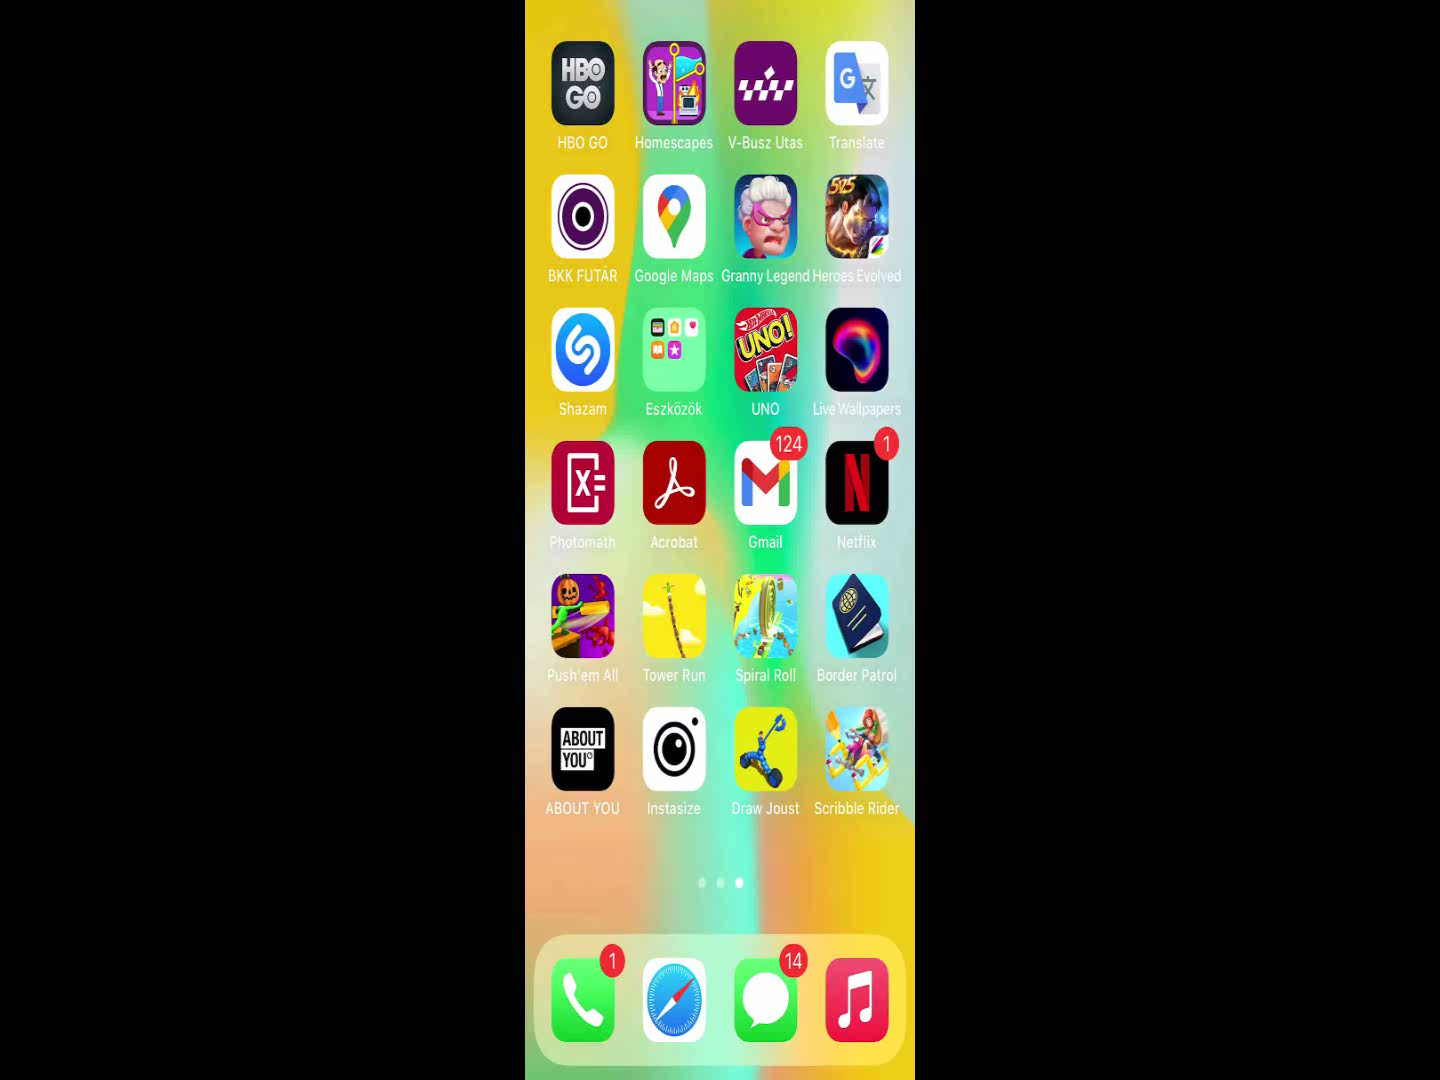 HBO
GO
HBO GO Homescapes V-Busz Utas Translate
G
5v5
BKK FUTÁR Google Maps Granny Legend Heroes Evolved
UNO!
Shazam Eszközök UNO Live Wallpapers
124 1
X=
N
Photomath Acrobat Gmail Netflix
Push'em All Tower Run Spiral Roll Border Patrol
ABOUT
YOU°
ABOUT YOU Instasize Draw Joust Scribble Rider
1 14